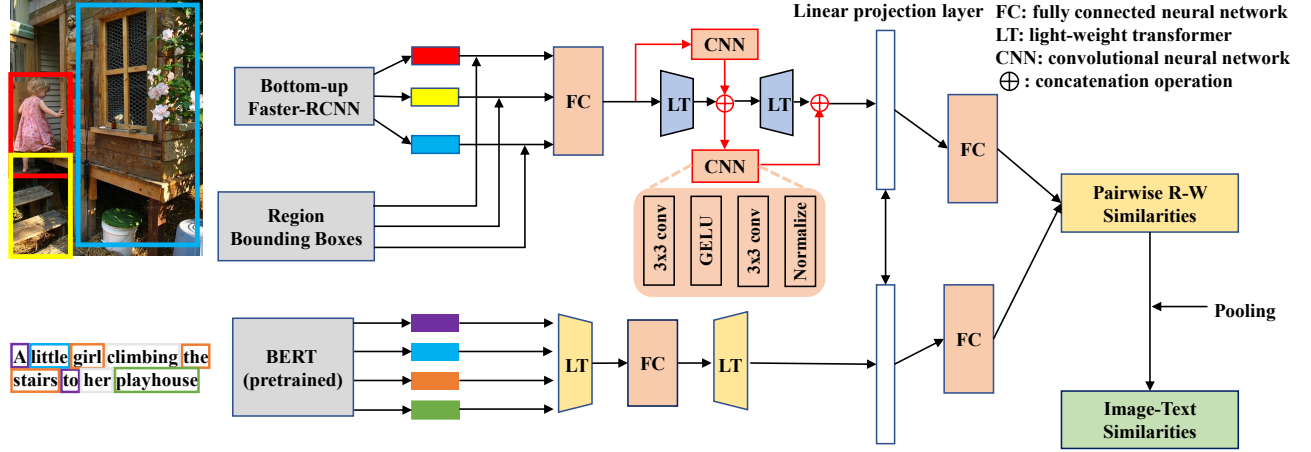 Linear projection layer
FC: fully connected neural network
LT: light-weight transformer
CNN: convolutional neural network
⊕ : concatenation operation
Bottom-up
Faster-RCNN
Region
Bounding Boxes
FC
CNN
LT
LT
CNN
3x3 conv
GELU
3x3 conv
Normalize
FC
Pairwise R-W
Similarities
Pooling
Image-Text
Similarities
A little girl climbing the
stairs to her playhouse
BERT
(pretrained)
LT
FC
LT
FC